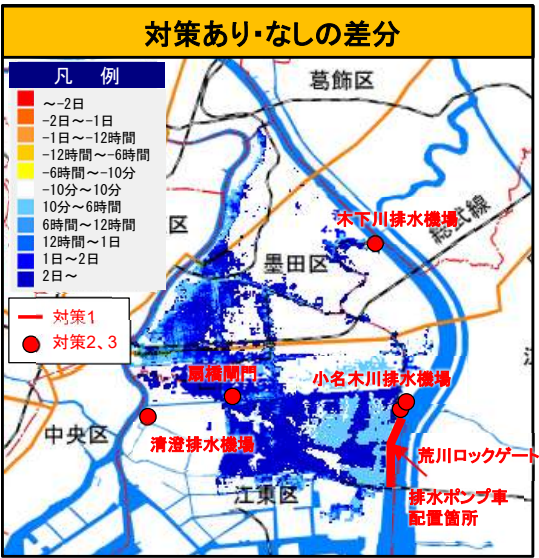 対策あり・なしの差分
凡 例
～-2日
-2日～-1日
-1日～-12時間
-12時間～-6時間
-6時間～-10分
-10分～10分
10分～6時間
6時間～12時間
12時間～1日
1日～2日
2日～
対策1
対策2、3
葛飾区
木下川排水機場
総武線
区
墨田区
扇橋閘門
小名木川排水機場
中央区
清澄排水機場
荒川ロックゲート
江東区
排水ポンプ車
配置箇所